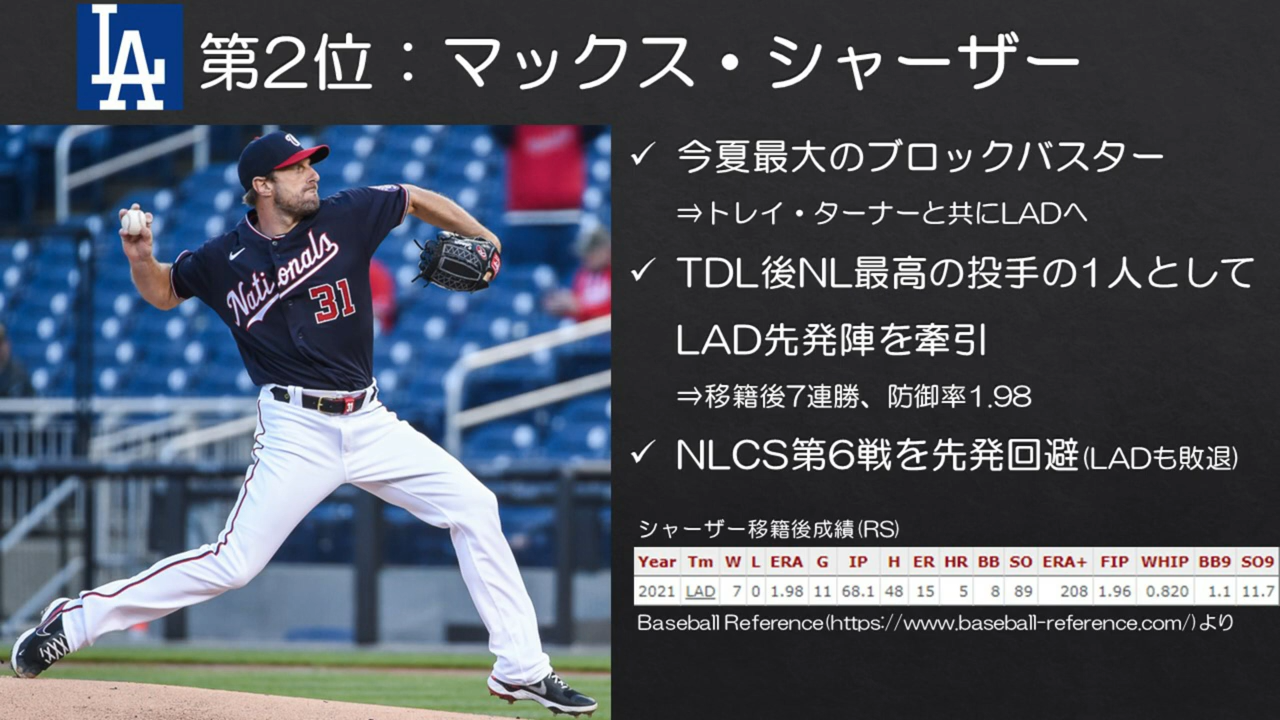 LA 第2位：マックス・シャーザー
Nationals
31
✓ 今夏最大のブロックバスター
⇒トレイ・ターナーと共にLADへ
✓ TDL後NL最高の投手の1人として
LAD先発陣を牽引
⇒移籍後7連勝、防御率1.98
✓ NLCS第6戦を先発回避(LADも敗退)
シャーザー移籍後成績(RS)
Year Tm W L ERA G IP H ER HR BB SO ERA+ FIP WHIP BB9 SO9
2021 LAD 7 0 1.98 11 68.1 48 15 5 8 89 208 1.96 0.820 1.1 11.7
Baseball Reference(https://www.baseball-reference.com/)より